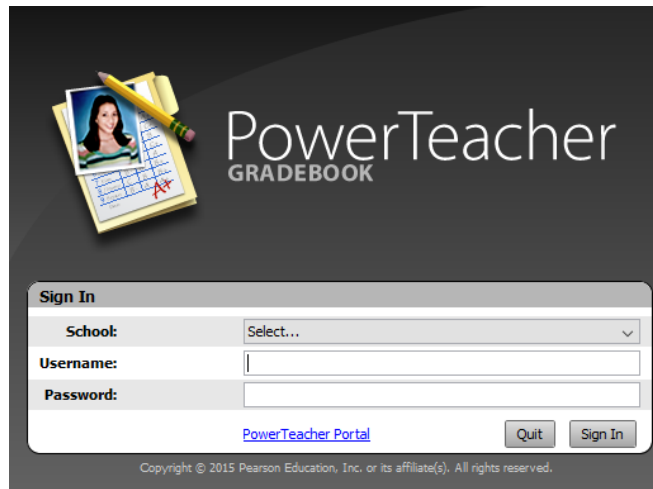 PowerTeacher
GRADEBOOK
A+
Sign In
School: Select...
Username:
Password:
PowerTeacher Portal Quit Sign In
Copyright © 2015 Pearson Education, Inc. or its affiliate(s). All rights reserved.